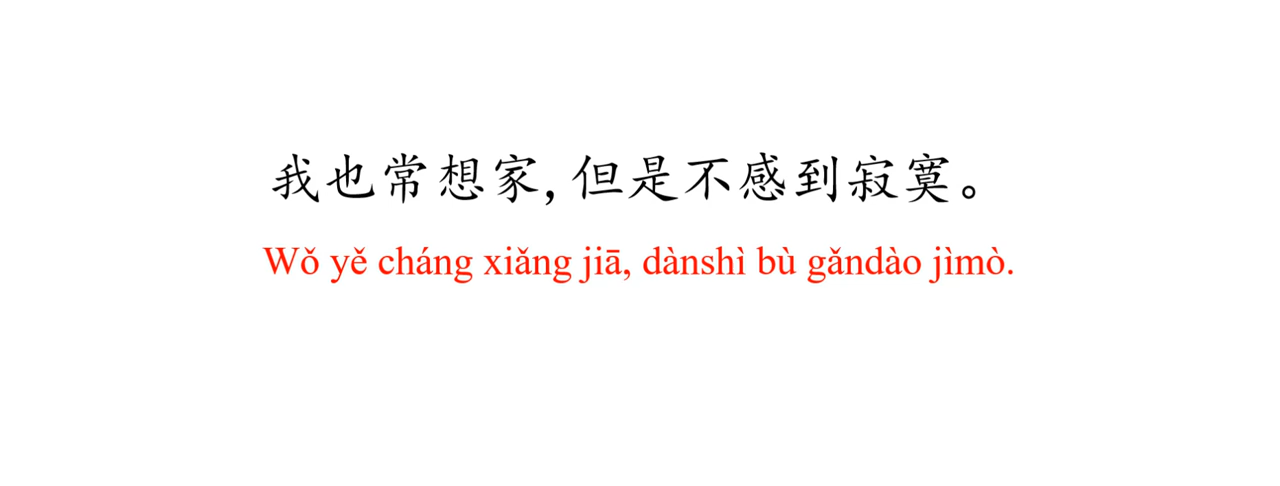 我也常想家,但是不感到寂寞。
Wǒ yě cháng xiǎng jiā, dànshì bù gǎndào jìmò.